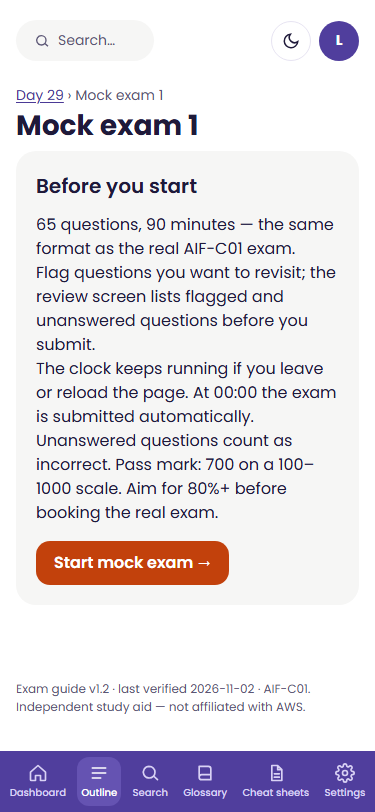 Search…
L
Day 29 › Mock exam 1
Mock exam 1
Before you start
65 questions, 90 minutes — the same
format as the real AIF-C01 exam.
Flag questions you want to revisit; the
review screen lists flagged and
unanswered questions before you
submit.
The clock keeps running if you leave
or reload the page. At 00:00 the exam
is submitted automatically.
Unanswered questions count as
incorrect. Pass mark: 700 on a 100–
1000 scale. Aim for 80%+ before
booking the real exam.
Start mock exam →
Exam guide v1.2 · last verified 2026-11-02 · AIF-C01.
Independent study aid — not affiliated with AWS.
Dashboard Outline Search Glossary Cheat sheets Settings